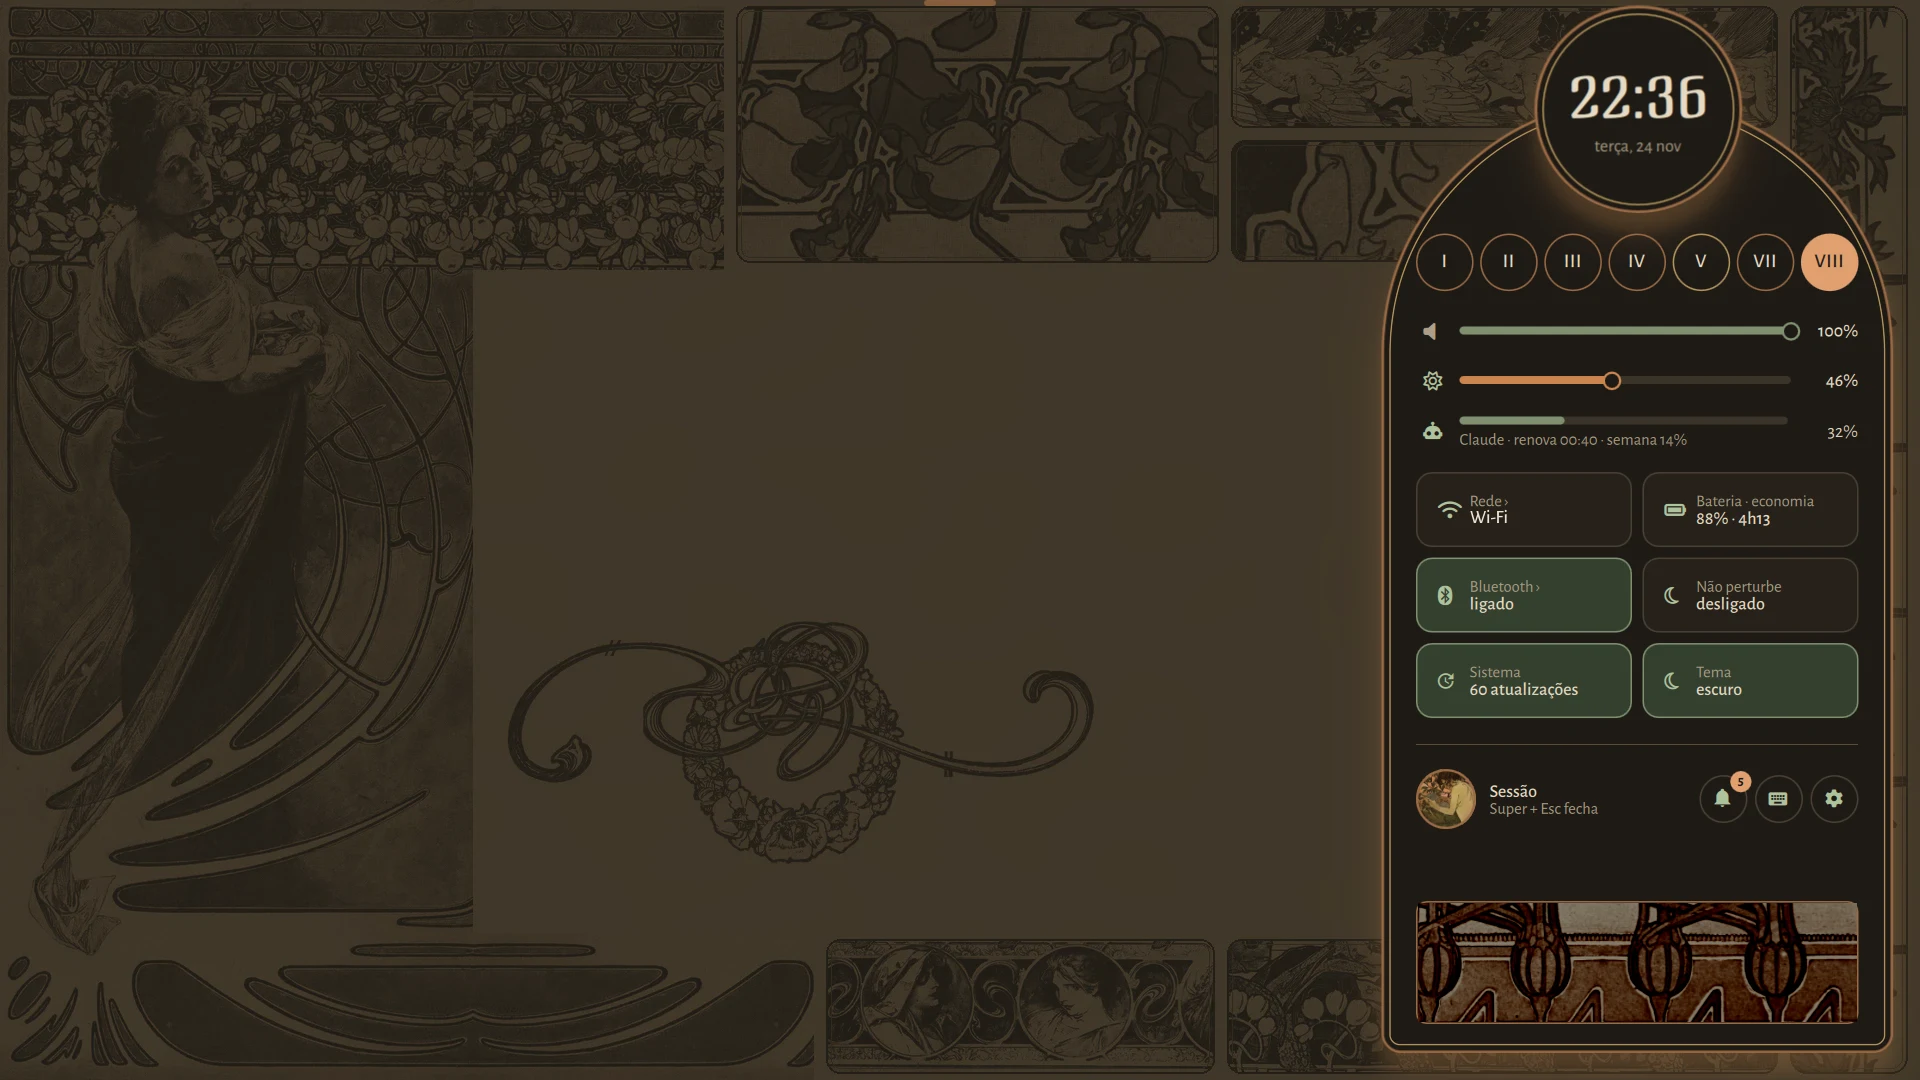 22:36
terça, 24 nov
I II III IV V VII VIII
100%
46%
32%
Claude · renova 00:40 · semana 14%
Rede ›
Wi-Fi
Bateria · economia
88% · 4h13
Bluetooth ›
ligado
Não perturbe
desligado
Sistema
60 atualizações
Tema
escuro
Sessão
Super + Esc fecha
5